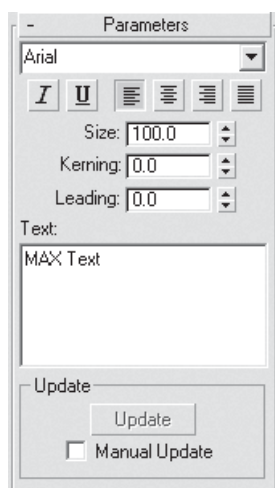 - Parameters
Arial
I U
Size: 100.0
Kerning: 0.0
Leading: 0.0
Text:
MAX Text
Update
Update
Manual Update